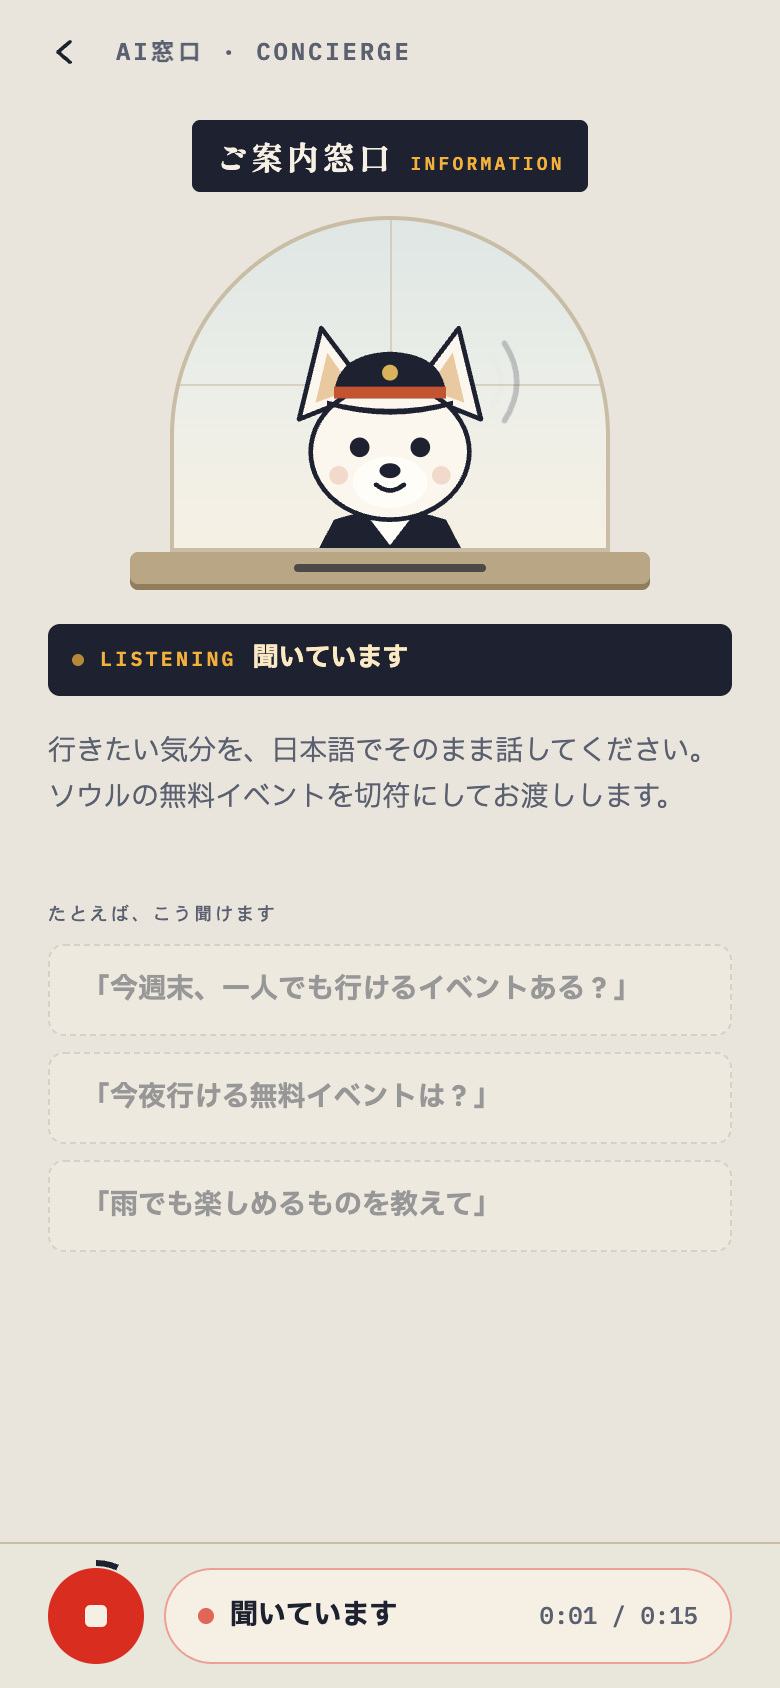 AI窓口 · CONCIERGE
ご案内窓口 INFORMATION
LISTENING 聞いています
行きたい気分を、日本語でそのまま話してください。
ソウルの無料イベントを切符にしてお渡しします。
たとえば、こう聞けます
「今週末、一人でも行けるイベントある？」
「今夜行ける無料イベントは？」
「雨でも楽しめるものを教えて」
聞いています 0:01 / 0:15